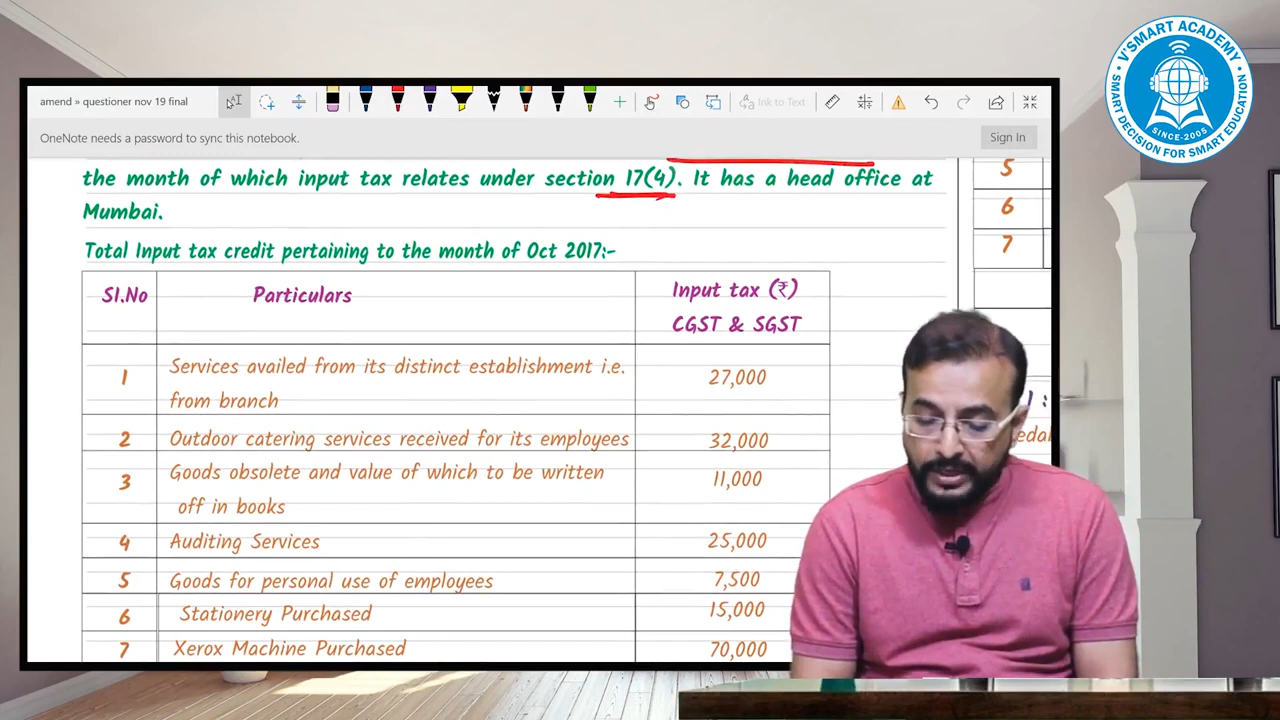 V'SMART ACADEMY
SMART DECISION FOR SMART EDUCATION
SINCE-2005
amend » questioner nov 19 final
Ink to Text
OneNote needs a password to sync this notebook.
Sign In
the month of which input tax relates under section 17(4). It has a head office at
Mumbai.
Total Input tax credit pertaining to the month of Oct 2017:-
SI.No Particulars Input tax (₹)
CGST & SGST
1 Services availed from its distinct establishment i.e.
from branch 27,000
2 Outdoor catering services received for its employees 32,000
3 Goods obsolete and value of which to be written
off in books 11,000
4 Auditing Services 25,000
5 Goods for personal use of employees 7,500
6 Stationery Purchased 15,000
7 Xerox Machine Purchased 70,000
5
6
7